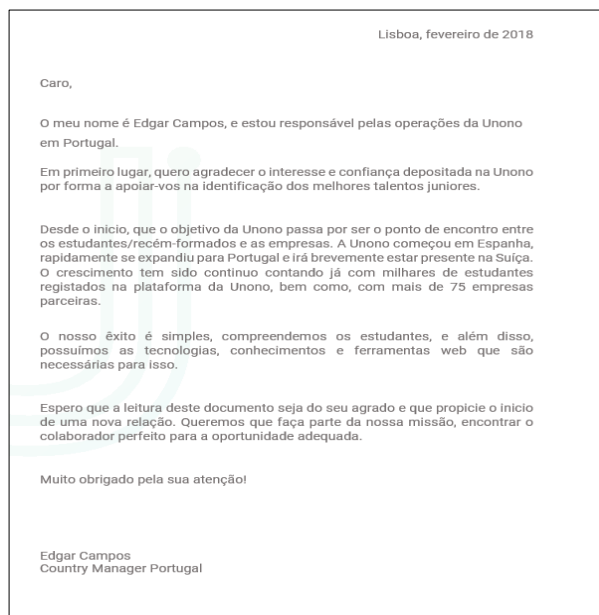 Lisboa, fevereiro de 2018
Caro,
O meu nome é Edgar Campos, e estou responsável pelas operações da Unono
em Portugal.
Em primeiro lugar, quero agradecer o interesse e confiança depositada na Unono
por forma a apoiar-vos na identificação dos melhores talentos juniores.
Desde o inicio, que o objetivo da Unono passa por ser o ponto de encontro entre
os estudantes/recém-formados e as empresas. A Unono começou em Espanha,
rapidamente se expandiu para Portugal e irá brevemente estar presente na Suíça.
O crescimento tem sido continuo contando já com milhares de estudantes
registados na plataforma da Unono, bem como, com mais de 75 empresas
parceiras.
O nosso êxito é simples, compreendemos os estudantes, e além disso,
possuímos as tecnologias, conhecimentos e ferramentas web que são
necessárias para isso.
Espero que a leitura deste documento seja do seu agrado e que propicie o inicio
de uma nova relação. Queremos que faça parte da nossa missão, encontrar o
colaborador perfeito para a oportunidade adequada.
Muito obrigado pela sua atenção!
Edgar Campos
Country Manager Portugal